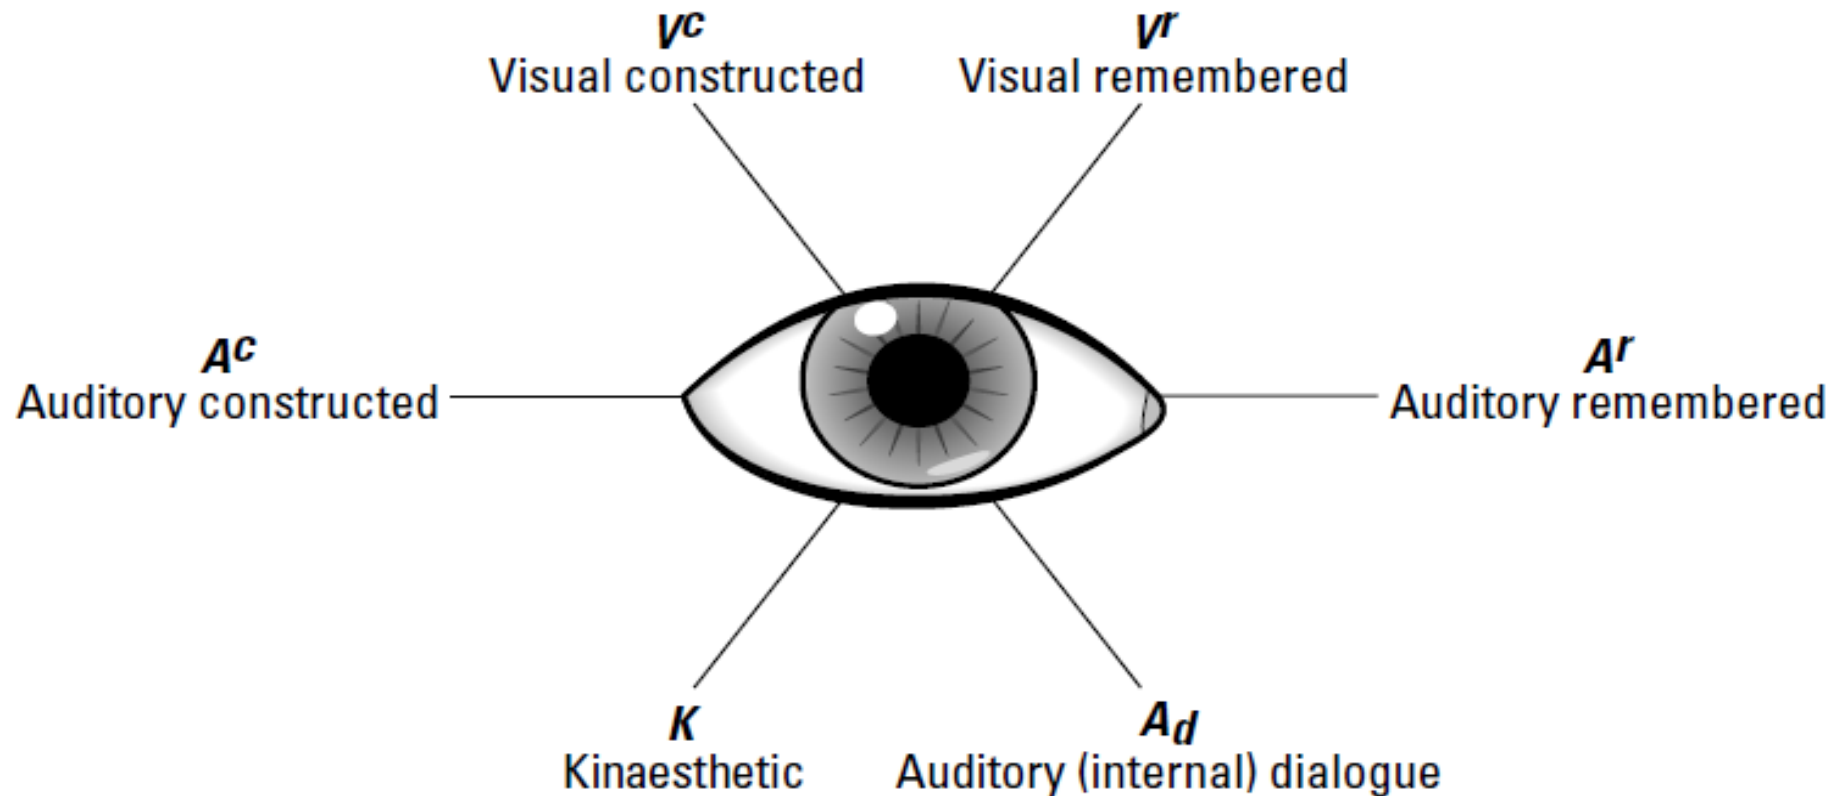 Vc
Visual constructed
Vr
Visual remembered
Ac
Auditory constructed
Ar
Auditory remembered
K
Kinaesthetic
Ad
Auditory (internal) dialogue